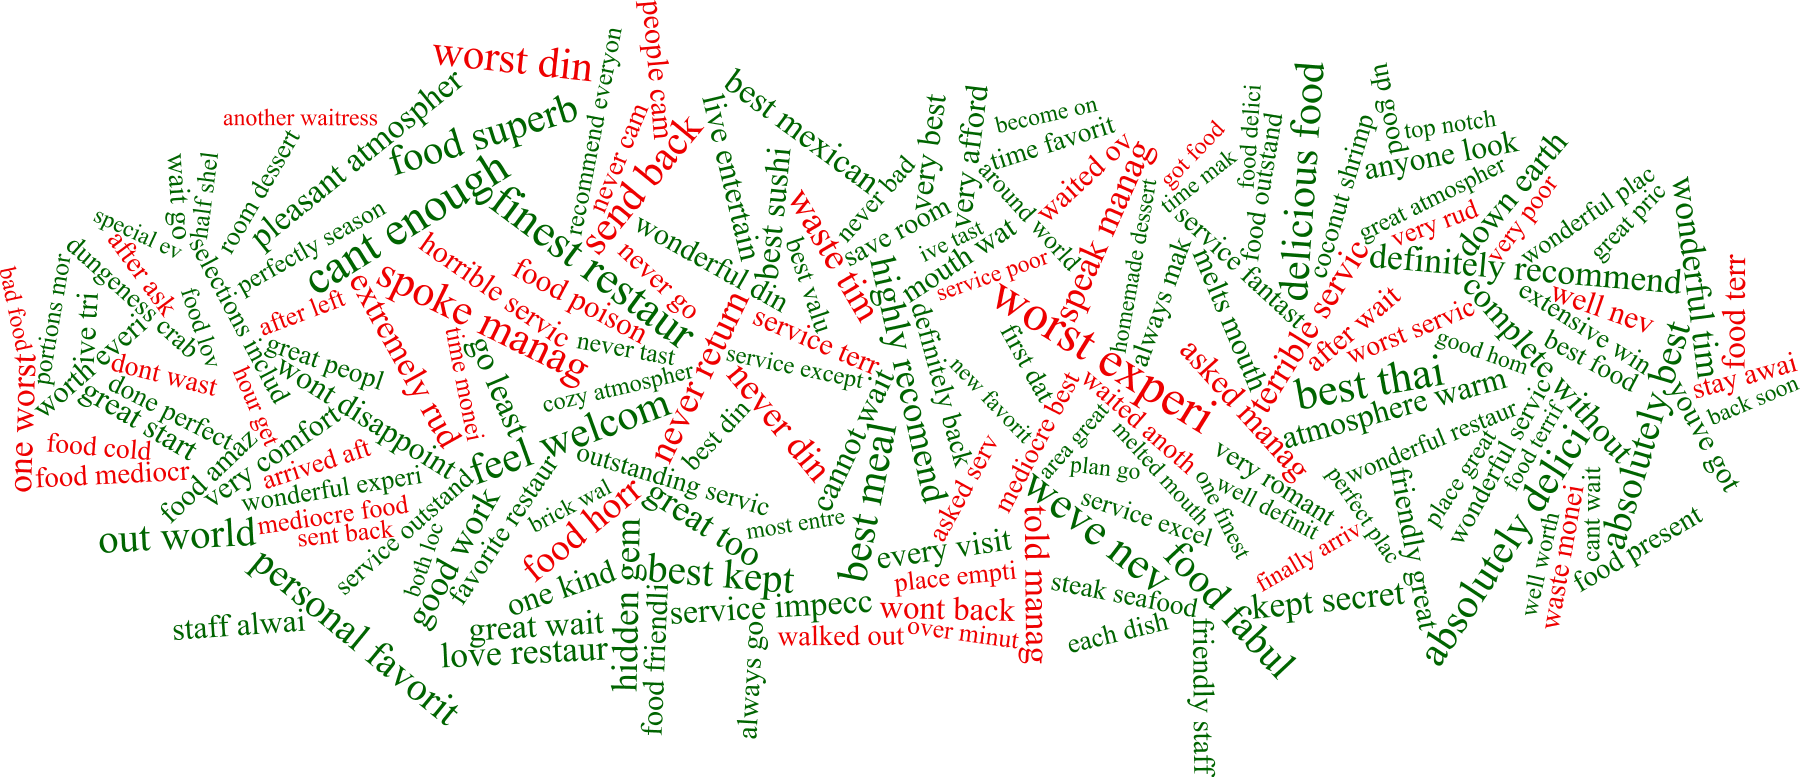 worst din
people cam
another waitress
pleasant atmospher
food superb
recommend everyon
never cam
send back
live entertain
best mexican
very best
very afford
become on
time favorit
waited ov
speak manag
got food
food delici
food outstand
time mak
delicious food
up good
top notch
anyone look
coconut shrimp
great atmospher
very rud
down earth
very poor
wonderful plac
great pric
wonderful tim
food terr
wait go
half shel
room dessert
special ev
after ask
dungeness crab
selections includ
perfectly season
cant enough
finest restaur
wonderful din
best sushi
waste tim
never bad
save room
ive tast
around world
mouth wat
service poor
homemade dessert
always mak
service fantast
melts mouth
terrible servic
definitely recommend
extensive win
well nev
bad food
portions mor
ive tri
worth everi
food lov
after left
horrible servic
spoke manag
extremely rud
food poison
never go
never return
best valu
service terr
highly recomend
definitely back
worst experi
first dat
after wait
worst servic
complete without
good hom
best food
absolutely best
stay awai
back soon
youve got
one worst
dont wast
done perfect
great start
great peopl
hour get
wont disappoint
time monei
go least
never tast
cozy atmospher
service except
never din
best din
cannot wait
new favorit
mediocre best
waited anoth
asked manag
best thai
atmosphere warm
food cold
food mediocr
food amaz
very comfort
arrived aft
wonderful experi
mediocre food
sent back
feel welcom
outstanding servic
best meal
asked serv
area great
plan go
melted mouth
one finest
very romant
well definit
wonderful restaur
wonderful servic
food terrif
place great
perfect plac
friendly great
out world
service outstand
both loc
good work
favorite restaur
brick wal
food horr
great too
most entre
every visit
told manag
weve nev
service excel
finally arriv
absolutely delici
cant wait
well worth
waste monei
food present
personal favorit
staff alwai
one kind
hidden gem
best kept
place empti
steak seafood
food fabul
kept secret
great wait
love restaur
food friendli
service impecc
always good
wont back
walked out
over minut
each dish
friendly staff